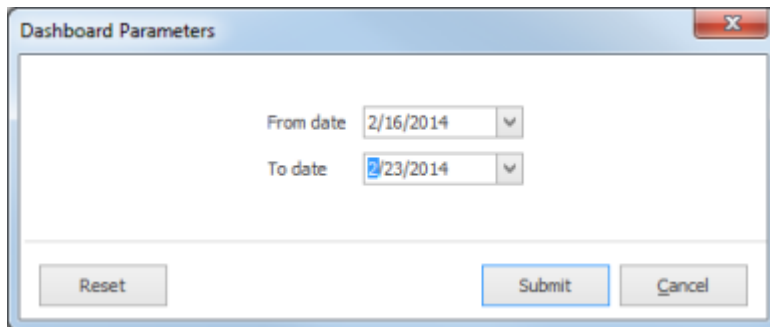 Dashboard Parameters
From date 2/16/2014
To date 2/23/2014
Reset Submit Cancel